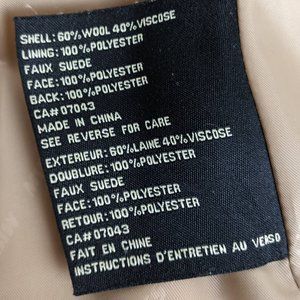 SHELL: 60% WOOL 40% VISCOSE
LINING: 100% POLYESTER
FAUX SUEDE
FACE: 100% POLYESTER
BACK: 100% POLYESTER
CA# 07043
MADE IN CHINA
SEE REVERSE FOR CARE
EXTERIEUR: 60% LAINE 40% VISCOSE
DOUBLURE: 100% POLYESTER
FAUX SUEDE
FACE: 100% POLYESTER
RETOUR: 100% POLYESTER
CA# 07043
FAIT EN CHINE
INSTRUCTIONS D'ENTRETIEN AU VERSO